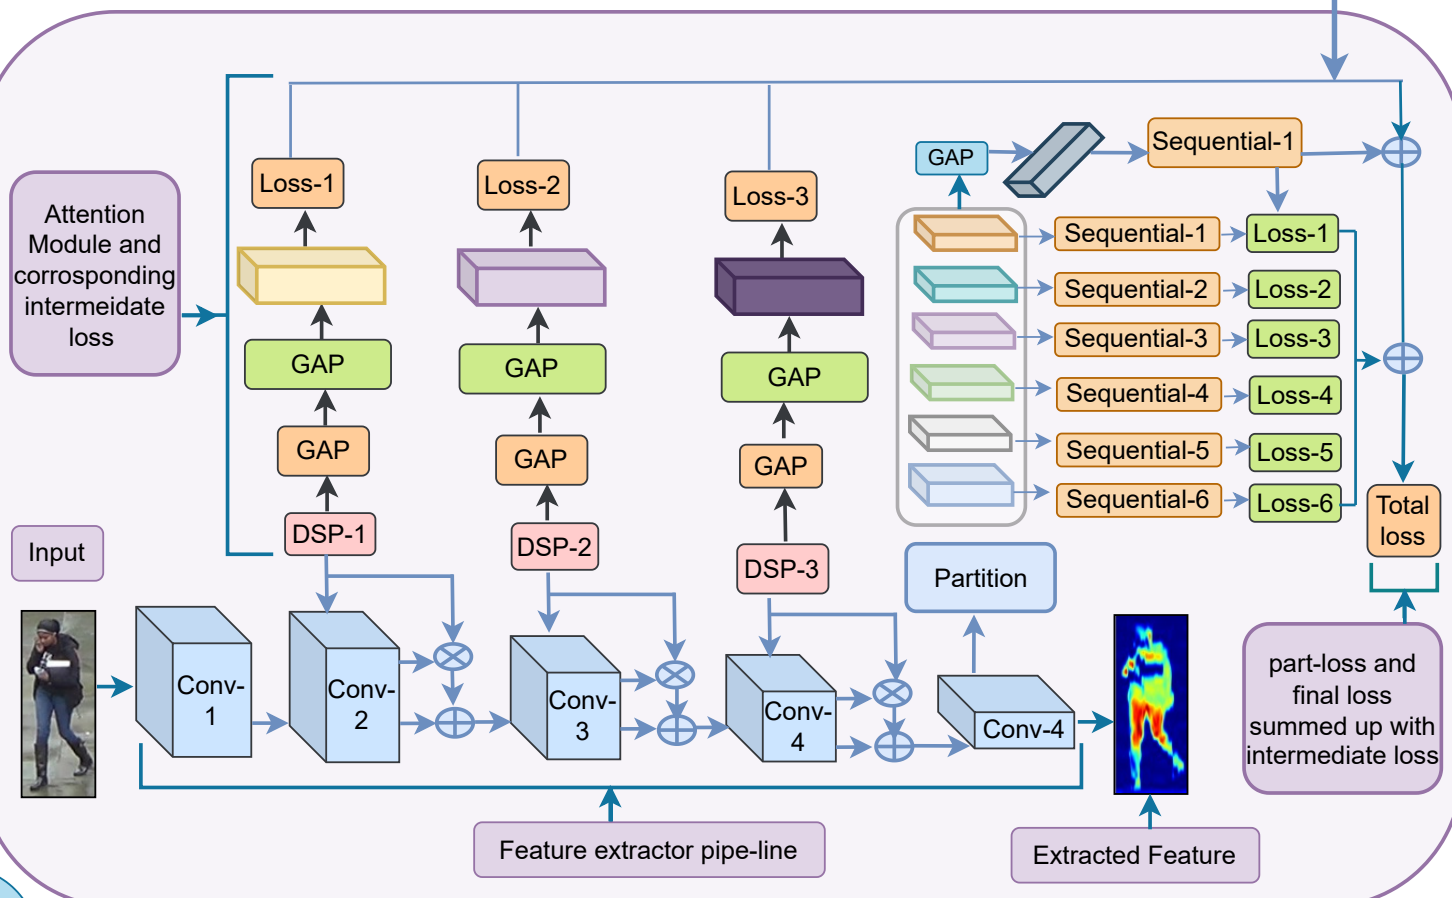 Attention
Module and
corrosponding
intermeidate
loss
Loss-1
Loss-2
Loss-3
GAP
GAP
GAP
GAP
GAP
GAP
DSP-1
DSP-2
DSP-3
GAP
Sequential-1
Sequential-1
Loss-1
Sequential-2
Loss-2
Sequential-3
Loss-3
Sequential-4
Loss-4
Sequential-5
Loss-5
Sequential-6
Loss-6
Total
loss
Input
Partition
Conv-
1
Conv-
2
Conv-
3
Conv-
4
Conv-4
part-loss and
final loss
summed up with
intermediate loss
Feature extractor pipe-line
Extracted Feature